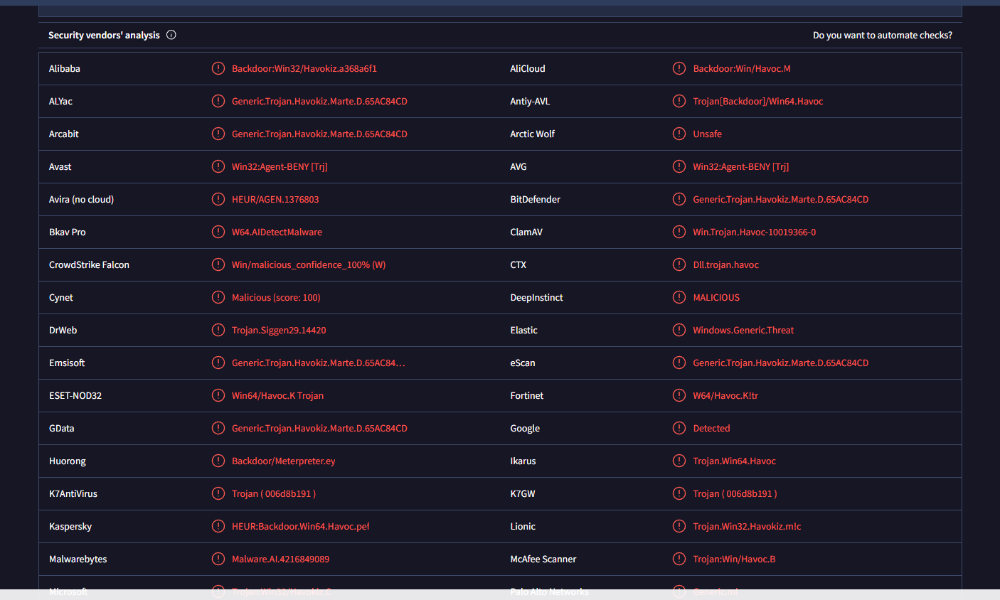 Security vendors' analysis
Do you want to automate checks?
Alibaba Backdoor:Win32/Havokiz.a368a6f1 AliCloud Backdoor:Win/Havoc.M
ALYac Generic.Trojan.Havokiz.Marte.D.65AC84CD Antiy-AVL Trojan[Backdoor]/Win64.Havoc
Arcabit Generic.Trojan.Havokiz.Marte.D.65AC84CD Arctic Wolf Unsafe
Avast Win32:Agent-BENY [Trj] AVG Win32:Agent-BENY [Trj]
Avira (no cloud) HEUR/AGEN.1376803 BitDefender Generic.Trojan.Havokiz.Marte.D.65AC84CD
Bkav Pro W64.AIDetectMalware ClamAV Win.Trojan.Havoc-10019366-0
CrowdStrike Falcon Win/malicious_confidence_100% (W) CTX Dll.trojan.havoc
Cynet Malicious (score: 100) DeepInstinct MALICIOUS
DrWeb Trojan.Siggen29.14420 Elastic Windows.Generic.Threat
Emsisoft Generic.Trojan.Havokiz.Marte.D.65AC84… eScan Generic.Trojan.Havokiz.Marte.D.65AC84CD
ESET-NOD32 Win64/Havoc.K Trojan Fortinet W64/Havoc.K!tr
GData Generic.Trojan.Havokiz.Marte.D.65AC84CD Google Detected
Huorong Backdoor/Meterpreter.ey Ikarus Trojan.Win64.Havoc
K7AntiVirus Trojan ( 006d8b191 ) K7GW Trojan ( 006d8b191 )
Kaspersky HEUR:Backdoor.Win64.Havoc.pef Lionic Trojan.Win32.Havokiz.m!c
Malwarebytes Malware.AI.4216849089 McAfee Scanner Trojan:Win/Havoc.B
Microsoft Trojan:Win32/Havokiz.C Palo Alto Networks Generic.ml